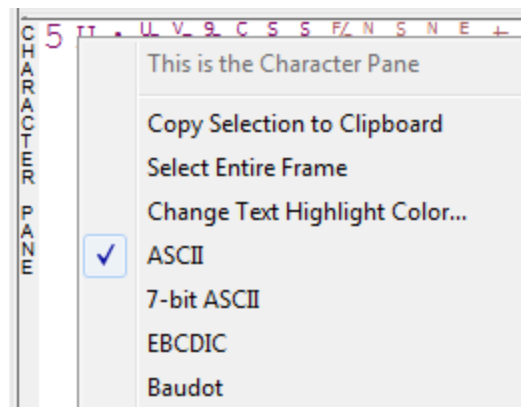 CHARACTER PANE
This is the Character Pane
Copy Selection to Clipboard
Select Entire Frame
Change Text Highlight Color...
ASCII
7-bit ASCII
EBCDIC
Baudot